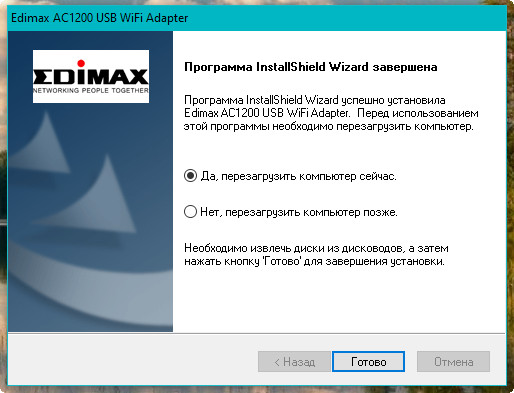 Edimax AC1200 USB WiFi Adapter
EDIMAX
NETWORKING PEOPLE TOGETHER
Программа InstallShield Wizard завершена
Программа InstallShield Wizard успешно установила
Edimax AC1200 USB WiFi Adapter. Перед использованием
этой программы необходимо перезагрузить компьютер.
Да, перезагрузить компьютер сейчас.
Нет, перезагрузить компьютер позже.
Необходимо извлечь диски из дисководов, а затем
нажать кнопку 'Готово' для завершения установки.
< Назад
Готово
Отмена